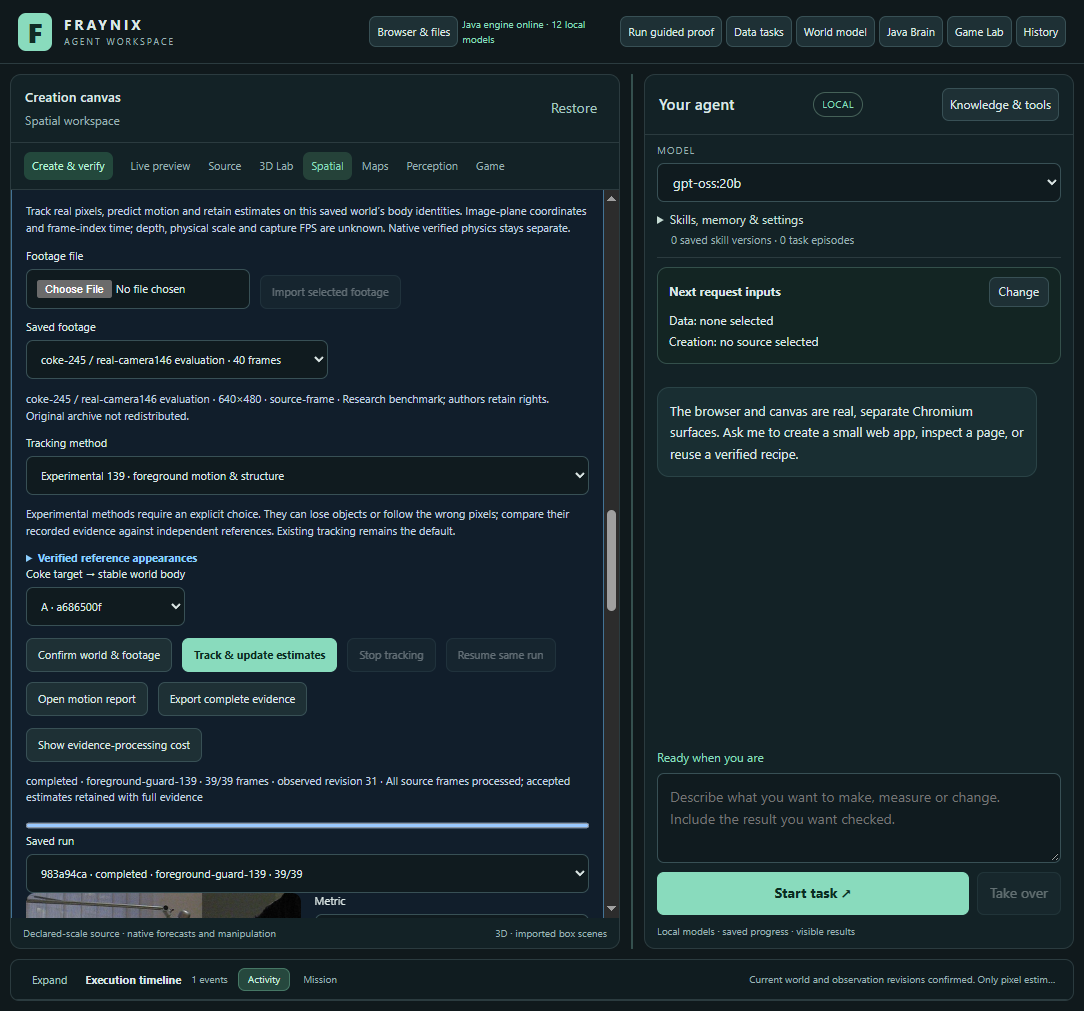 F
FRAYNIX
AGENT WORKSPACE
Browser & files
Java engine online · 12 local
models
Run guided proof
Data tasks
World model
Java Brain
Game Lab
History
Creation canvas
Spatial workspace
Restore
Create & verify
Live preview
Source
3D Lab
Spatial
Maps
Perception
Game
Track real pixels, predict motion and retain estimates on this saved world's body identities. Image-plane coordinates
and frame-index time; depth, physical scale and capture FPS are unknown. Native verified physics stays separate.
Footage file
Choose File No file chosen
Import selected footage
Saved footage
coke-245 / real-camera146 evaluation · 40 frames
coke-245 / real-camera146 evaluation · 640×480 · source-frame · Research benchmark; authors retain rights.
Original archive not redistributed.
Tracking method
Experimental 139 · foreground motion & structure
Experimental methods require an explicit choice. They can lose objects or follow the wrong pixels; compare their
recorded evidence against independent references. Existing tracking remains the default.
Verified reference appearances
Coke target → stable world body
A · a686500f
Confirm world & footage
Track & update estimates
Stop tracking
Resume same run
Open motion report
Export complete evidence
Show evidence-processing cost
completed · foreground-guard-139 · 39/39 frames · observed revision 31 · All source frames processed; accepted
estimates retained with full evidence
Saved run
983a94ca · completed · foreground-guard-139 · 39/39
Metric
Declared-scale source · native forecasts and manipulation
3D · imported box scenes
Your agent
LOCAL
Knowledge & tools
MODEL
gpt-oss:20b
Skills, memory & settings
0 saved skill versions · 0 task episodes
Next request inputs
Change
Data: none selected
Creation: no source selected
The browser and canvas are real, separate Chromium
surfaces. Ask me to create a small web app, inspect a page, or
reuse a verified recipe.
Ready when you are
Describe what you want to make, measure or change.
Include the result you want checked.
Start task ↗
Take over
Local models · saved progress · visible results
Expand
Execution timeline
1 events
Activity
Mission
Current world and observation revisions confirmed. Only pixel estim...